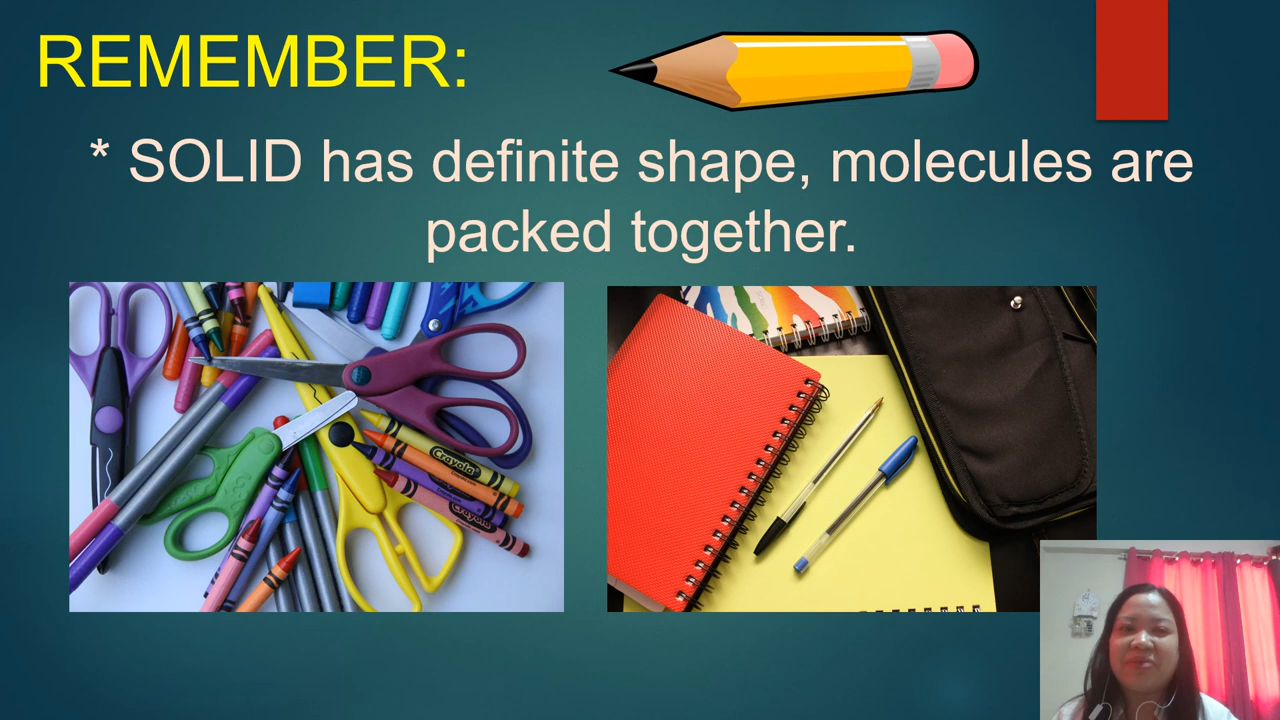 REMEMBER:
* SOLID has definite shape, molecules are
packed together.
Crayola
Crayola